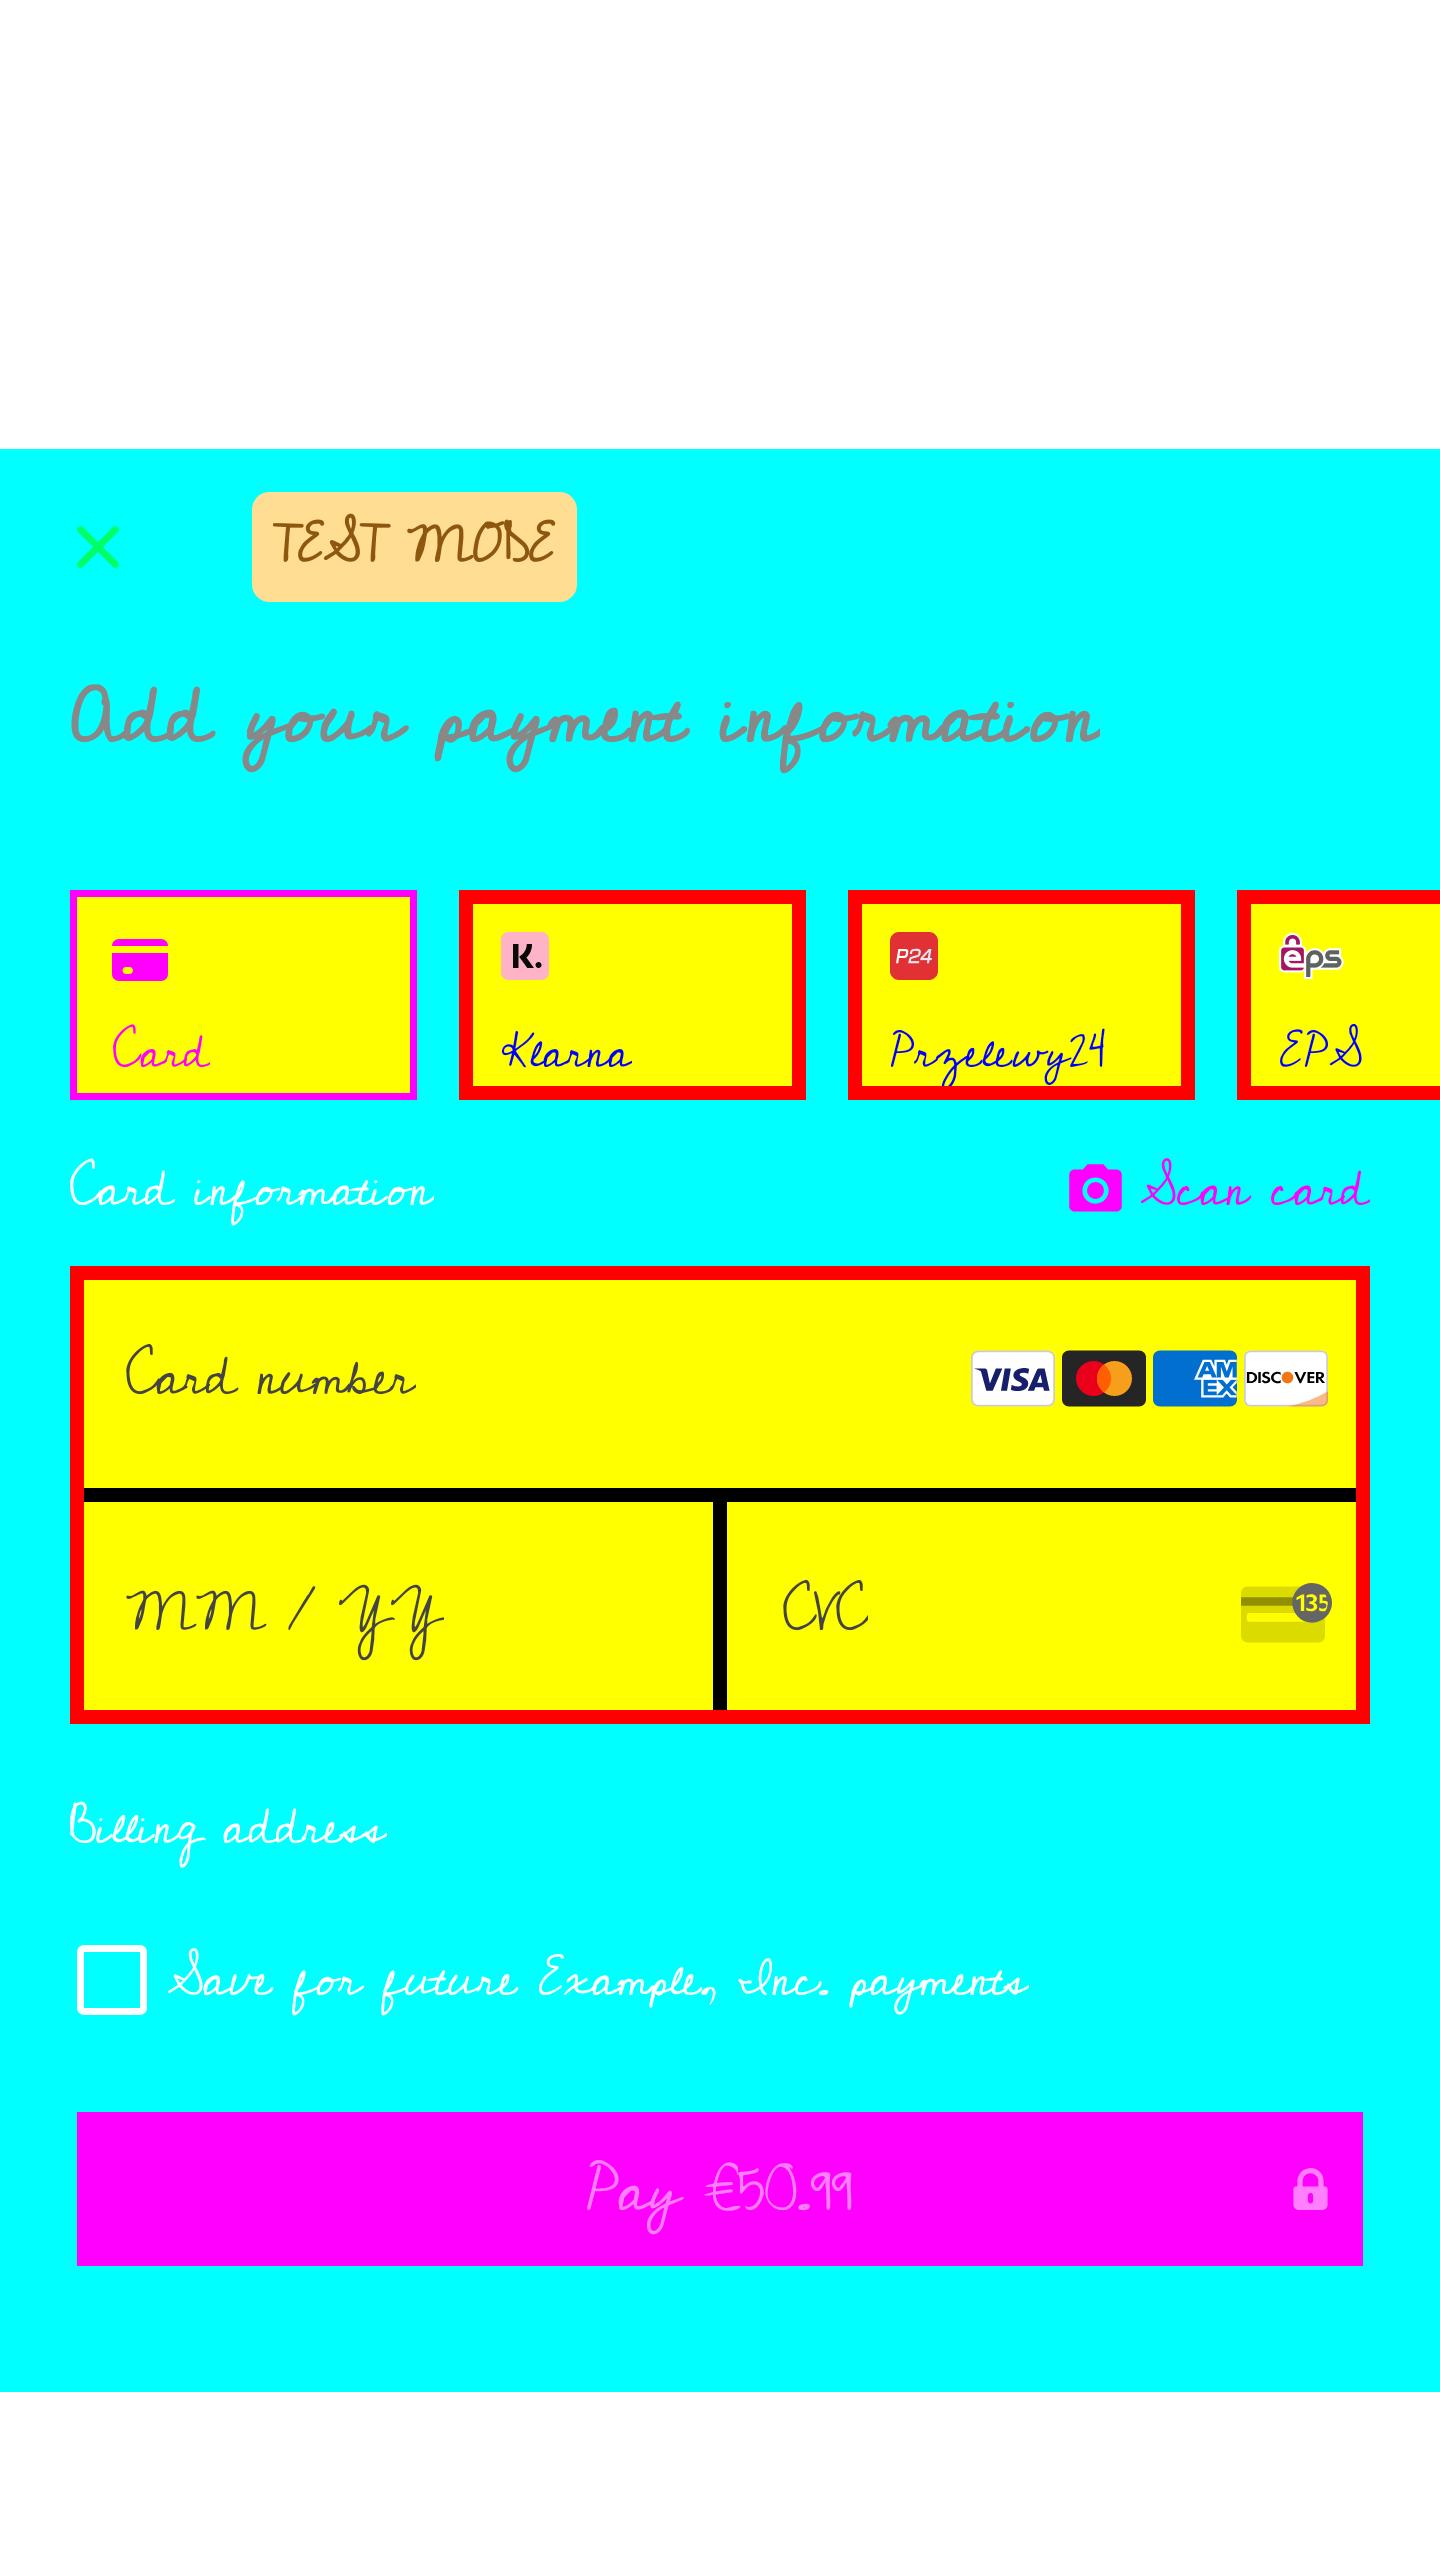 TEST MODE
Add your payment information
K.
P24
eps
Card
Klarna
Przelewy24
EPS
Card information
Scan card
Card number
VISA
AM
EX
DISCOVER
MM / YY
CVC
135
Billing address
Save for future Example, Inc. payments
Pay €50.99